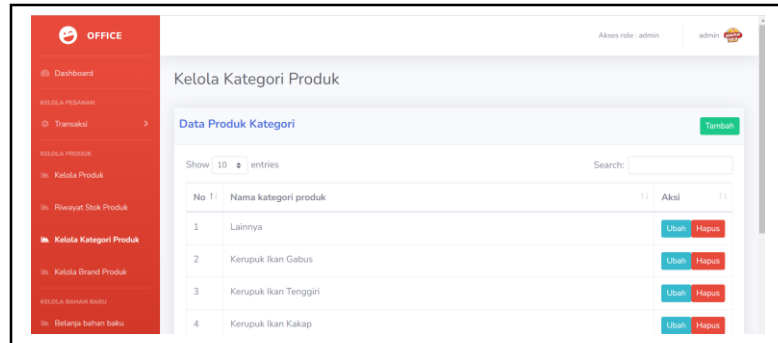 OFFICE
Akses role : admin
admin
Dashboard
Kelola Kategori Produk
KELOLA PESANAN
Transaksi
Data Produk Kategori
Tambah
KELOLA PRODUK
Show 10 entries
Search:
Kelola Produk
No Nama kategori produk Aksi
Riwayat Stok Produk
1 Lainnya Ubah Hapus
Kelola Kategori Produk
2 Kerupuk Ikan Gabus Ubah Hapus
Kelola Brand Produk
3 Kerupuk Ikan Tenggiri Ubah Hapus
KELOLA BAHAN BAKU
Belanja bahan baku
4 Kerupuk Ikan Kakap Ubah Hapus